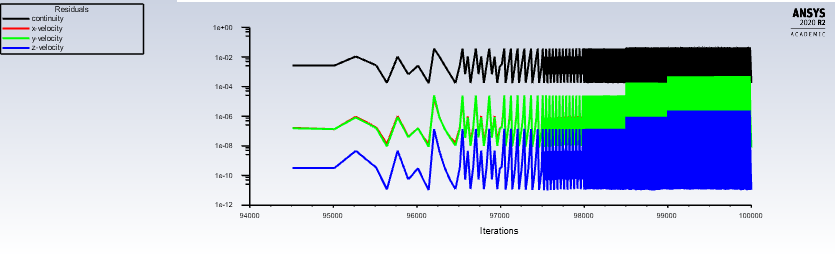 Residuals
continuity
x-velocity
y-velocity
z-velocity
ANSYS
2020 R2
ACADEMIC
1e+00
1e-02
1e-04
1e-06
1e-08
1e-10
1e-12
94000 95000 96000 97000 98000 99000 100000
Iterations